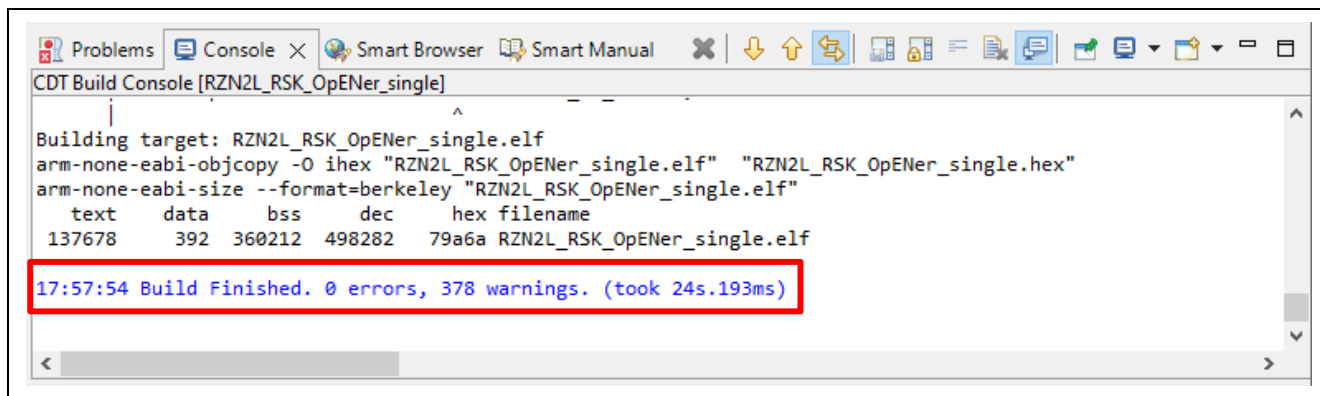 Problems Console Smart Browser Smart Manual
CDT Build Console [RZN2L_RSK_OpENer_single]
| ^
Building target: RZN2L_RSK_OpENer_single.elf
arm-none-eabi-objcopy -O ihex "RZN2L_RSK_OpENer_single.elf"  "RZN2L_RSK_OpENer_single.hex"
arm-none-eabi-size --format=berkeley "RZN2L_RSK_OpENer_single.elf"
   text    data     bss     dec     hex filename
 137678     392  360212  498282   79a6a RZN2L_RSK_OpENer_single.elf
17:57:54 Build Finished. 0 errors, 378 warnings. (took 24s.193ms)